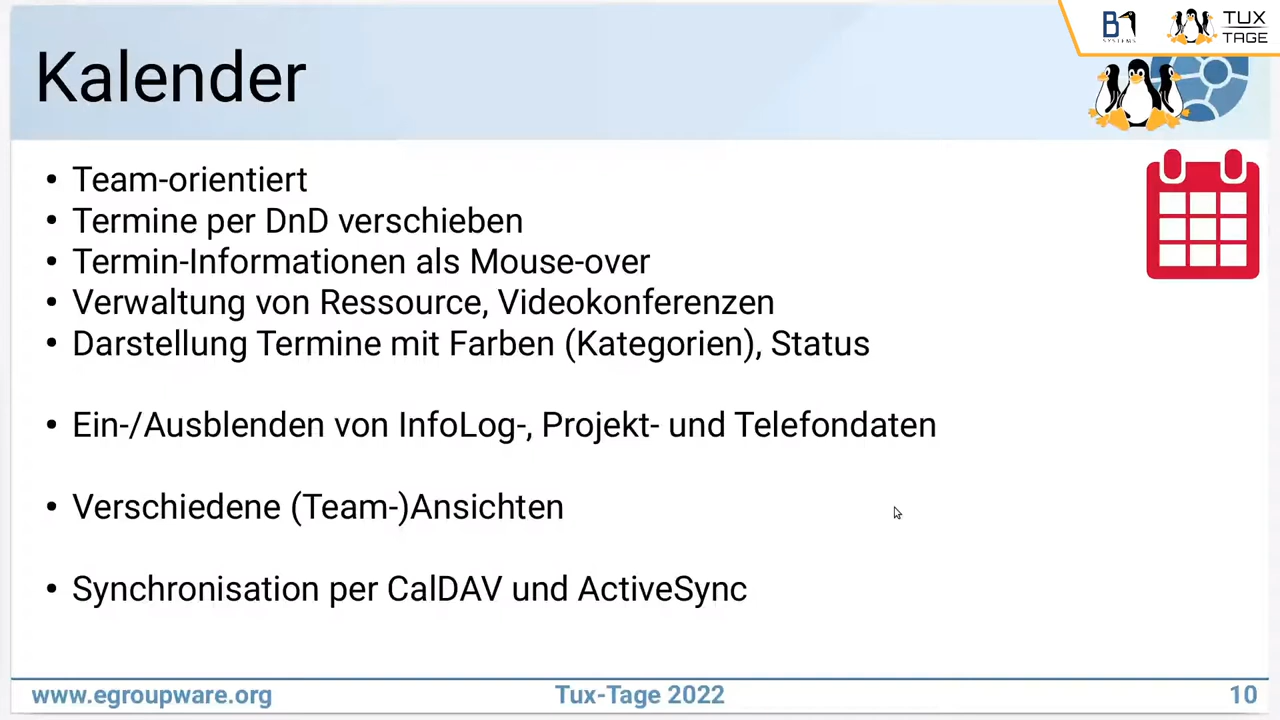 B1
SYSTEMS
TUX
TAGE
Kalender
• Team-orientiert
• Termine per DnD verschieben
• Termin-Informationen als Mouse-over
• Verwaltung von Ressource, Videokonferenzen
• Darstellung Termine mit Farben (Kategorien), Status
• Ein-/Ausblenden von InfoLog-, Projekt- und Telefondaten
• Verschiedene (Team-)Ansichten
• Synchronisation per CalDAV und ActiveSync
www.egroupware.org Tux-Tage 2022 10